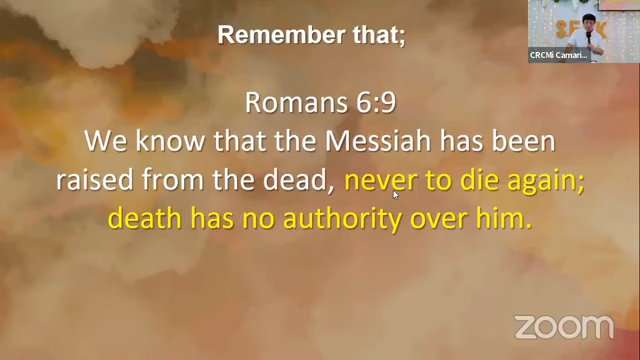 Remember that;
SEEK
CRCMi Camari...
Romans 6:9
We know that the Messiah has been
raised from the dead, never to die again;
death has no authority over him.
zoom